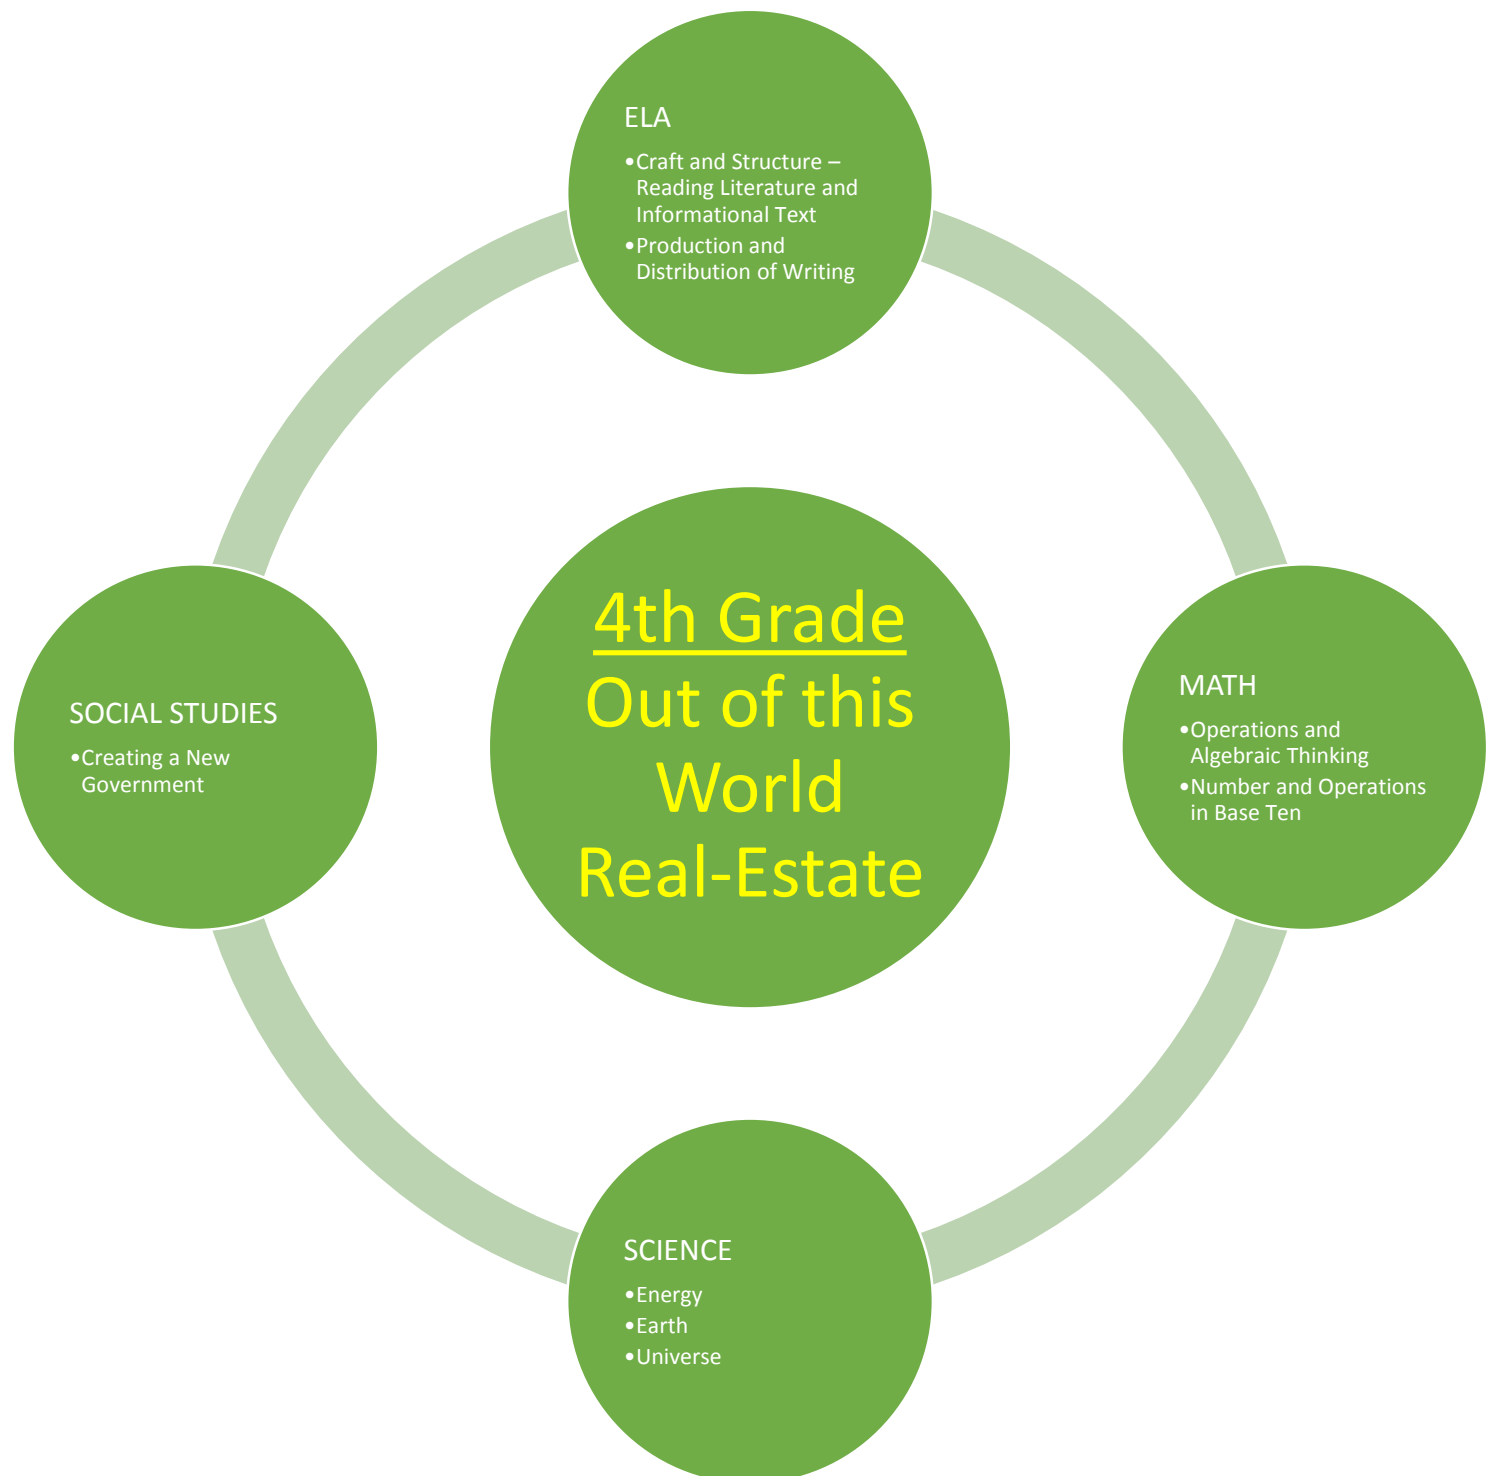 ELA
•Craft and Structure –
Reading Literature and
Informational Text
•Production and
Distribution of Writing
4th Grade
Out of this
World
Real-Estate
MATH
•Operations and
Algebraic Thinking
•Number and Operations
in Base Ten
SCIENCE
•Energy
•Earth
•Universe
SOCIAL STUDIES
•Creating a New
Government